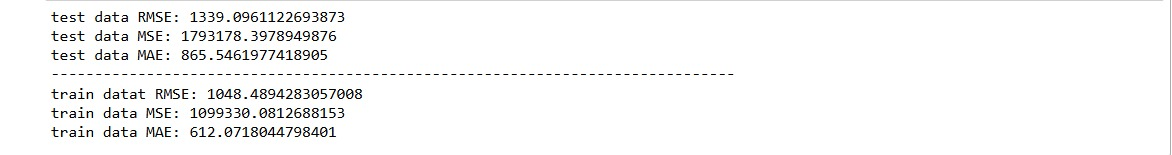 test data RMSE: 1339.0961122693873
test data MSE: 1793178.3978949876
test data MAE: 865.5461977418905
------------------------------------------------------------------------------
train datat RMSE: 1048.4894283057008
train data MSE: 1099330.0812688153
train data MAE: 612.0718044798401